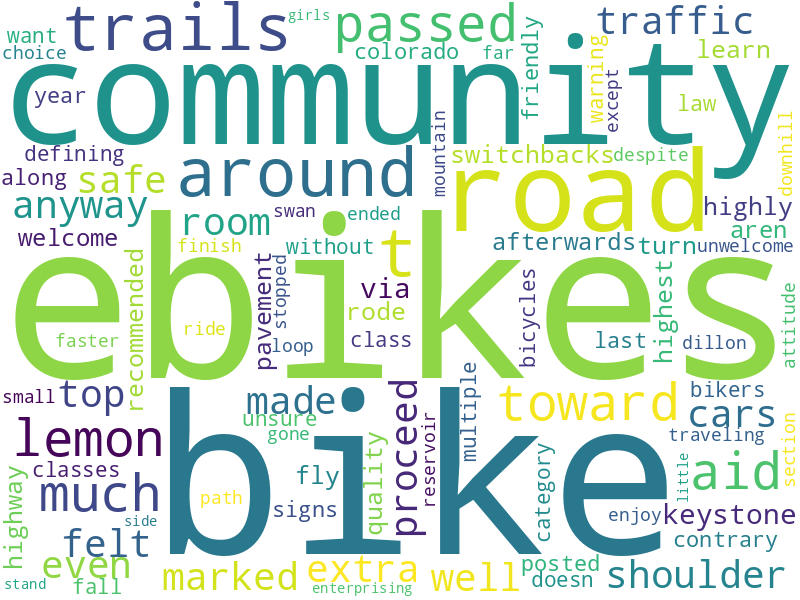 want
choice
trails
girls
passed
colorado
far
friendly
warning
traffic
except
learn
year
community
law
defining
along
safe
around
mountain
switchbacks
despite
downhill
road
anyway
room
swan
ended
t
highly
aren
welcome
finish
without
afterwards
turn
unwelcome
recommended
ebikes
pavement
stopped
via
rode
bicycles
highest
attitude
faster
ride
loop
class
last
dillon
small
top
made
unsure
gone
multiple
toward
bikers
cars
traveling
section
lemon
classes
quality
proceed
reservoir
bike
category
little
aid
highway
much
path
fly
signs
side
enjoy
keystone
contrary
felt
even
stand
fall
marked
extra
enterprising
well
posted
doesn
shoulder